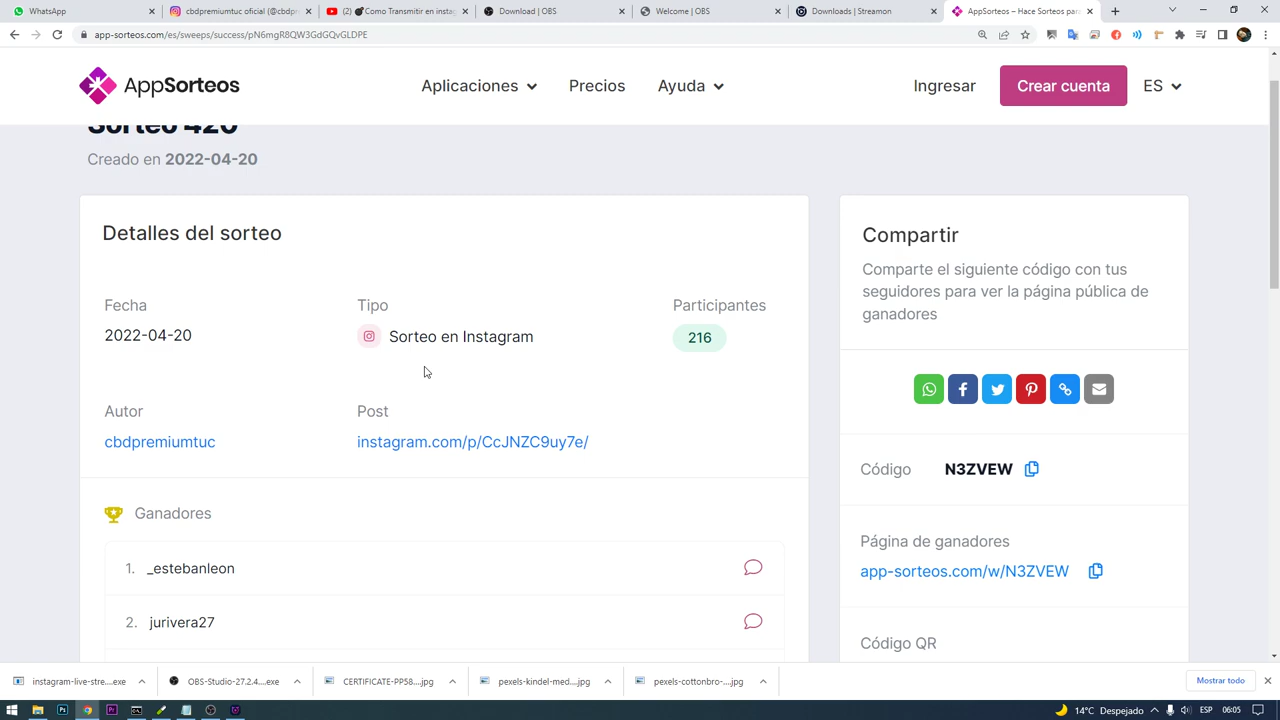 WhatsApp
cbdpremiumtuc oficial (@cbdpr
(2) 💣Como Transmitir en instag
Download | OBS
Welcome | OBS
Downloads | Streamon
AppSorteos – Hace Sorteos para
app-sorteos.com/es/sweeps/success/pN6mgR8QW3GdGQvGLDPE
AppSorteos
Aplicaciones
Precios
Ayuda
Ingresar
Crear cuenta
ES
Sorteo 420
Creado en 2022-04-20
Detalles del sorteo
Fecha
Tipo
Participantes
2022-04-20
Sorteo en Instagram
216
Autor
Post
cbdpremiumtuc
instagram.com/p/CcJNZC9uy7e/
Ganadores
1. _estebanleon
2. jurivera27
Compartir
Comparte el siguiente código con tus
seguidores para ver la página pública de
ganadores
Código N3ZVEW
Página de ganadores
app-sorteos.com/w/N3ZVEW
Código QR
instagram-live-stre....exe
OBS-Studio-27.2.4....exe
CERTIFICATE-PP58....jpg
pexels-kindel-med....jpg
pexels-cottonbro-....jpg
Mostrar todo
14°C Despejado
ESP
06:05